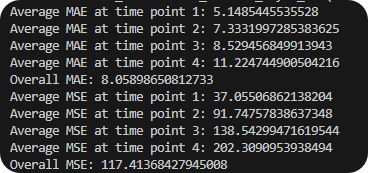 Average MAE at time point 1: 5.1485445535528
Average MAE at time point 2: 7.3331997285383625
Average MAE at time point 3: 8.529456849913943
Average MAE at time point 4: 11.224744900504216
Overall MAE: 8.05898650812733
Average MSE at time point 1: 37.05506862138204
Average MSE at time point 2: 91.74757838637348
Average MSE at time point 3: 138.54299471619544
Average MSE at time point 4: 202.3090953938494
Overall MSE: 117.41368427945008